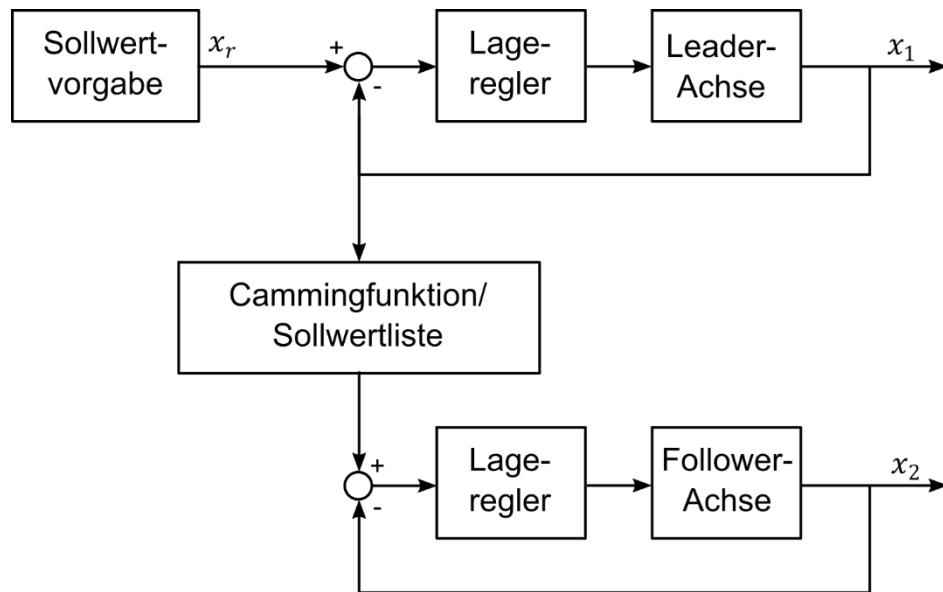 Sollwert-
vorgabe
x_r
+
-
Lage-
regler
Leader-
Achse
x_1
Cammingfunktion/
Sollwertliste
+
-
Lage-
regler
Follower-
Achse
x_2